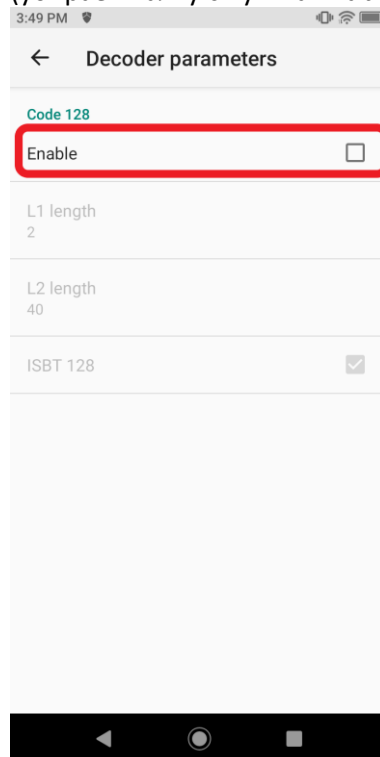 3:49 PM
Decoder parameters
Code 128
Enable
L1 length
2
L2 length
40
ISBT 128